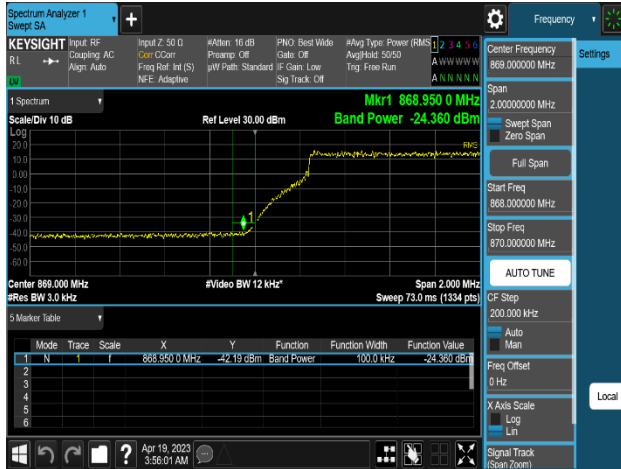 Spectrum Analyzer 1
Swept SA
+
Frequency
KEYSIGHT
RL
Input: RF
Coupling: AC
Align: Auto
Input Z: 50 Ω
Corr CCorr
Freq Ref: Int (S)
NFE: Adaptive
#Atten: 16 dB
Preamp: Off
µW Path: Standard
PNO: Best Wide
Gate: Off
IF Gain: Low
Sig Track: Off
#Avg Type: Power (RMS
Avg|Hold: 50/50
Trig: Free Run
1 2 3 4 5 6
A W W W W W
A N N N N N
1 Spectrum
Scale/Div 10 dB
Log
Ref Level 30.00 dBm
Mkr1 868.950 0 MHz
Band Power -24.360 dBm
RMS
20.0
10.0
0.00
-10.0
-20.0
-30.0
-40.0
-50.0
-60.0
1
Center 869.000 MHz
#Res BW 3.0 kHz
#Video BW 12 kHz*
Span 2.000 MHz
Sweep 73.0 ms (1334 pts)
5 Marker Table
Mode Trace Scale X Y Function Function Width Function Value
1 N 1 f 868.950 0 MHz -42.19 dBm Band Power 100.0 kHz -24.360 dBm
2
3
4
5
6
Apr 19, 2023
3:56:01 AM
?
Center Frequency
869.000000 MHz
Settings
Span
2.00000000 MHz
Swept Span
Zero Span
Full Span
Start Freq
868.000000 MHz
Stop Freq
870.000000 MHz
AUTO TUNE
CF Step
200.000 kHz
Auto
Man
Freq Offset
0 Hz
X Axis Scale
Log
Lin
Local
Signal Track
(Span Zoom)